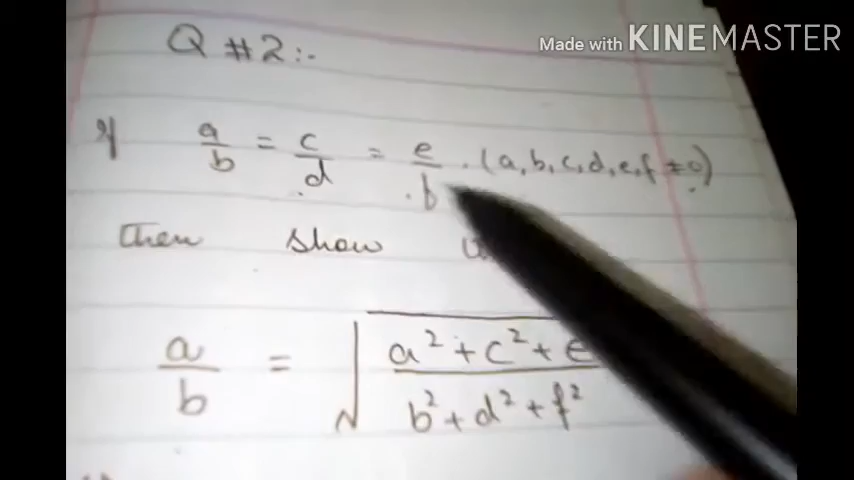 Made with KINEMASTER
Q #2:-
If a/b = c/d = e/f . (a, b, c, d, e, f ≠ 0)
then show
a/b = √(a² + c² + e / b² + d² + f²)